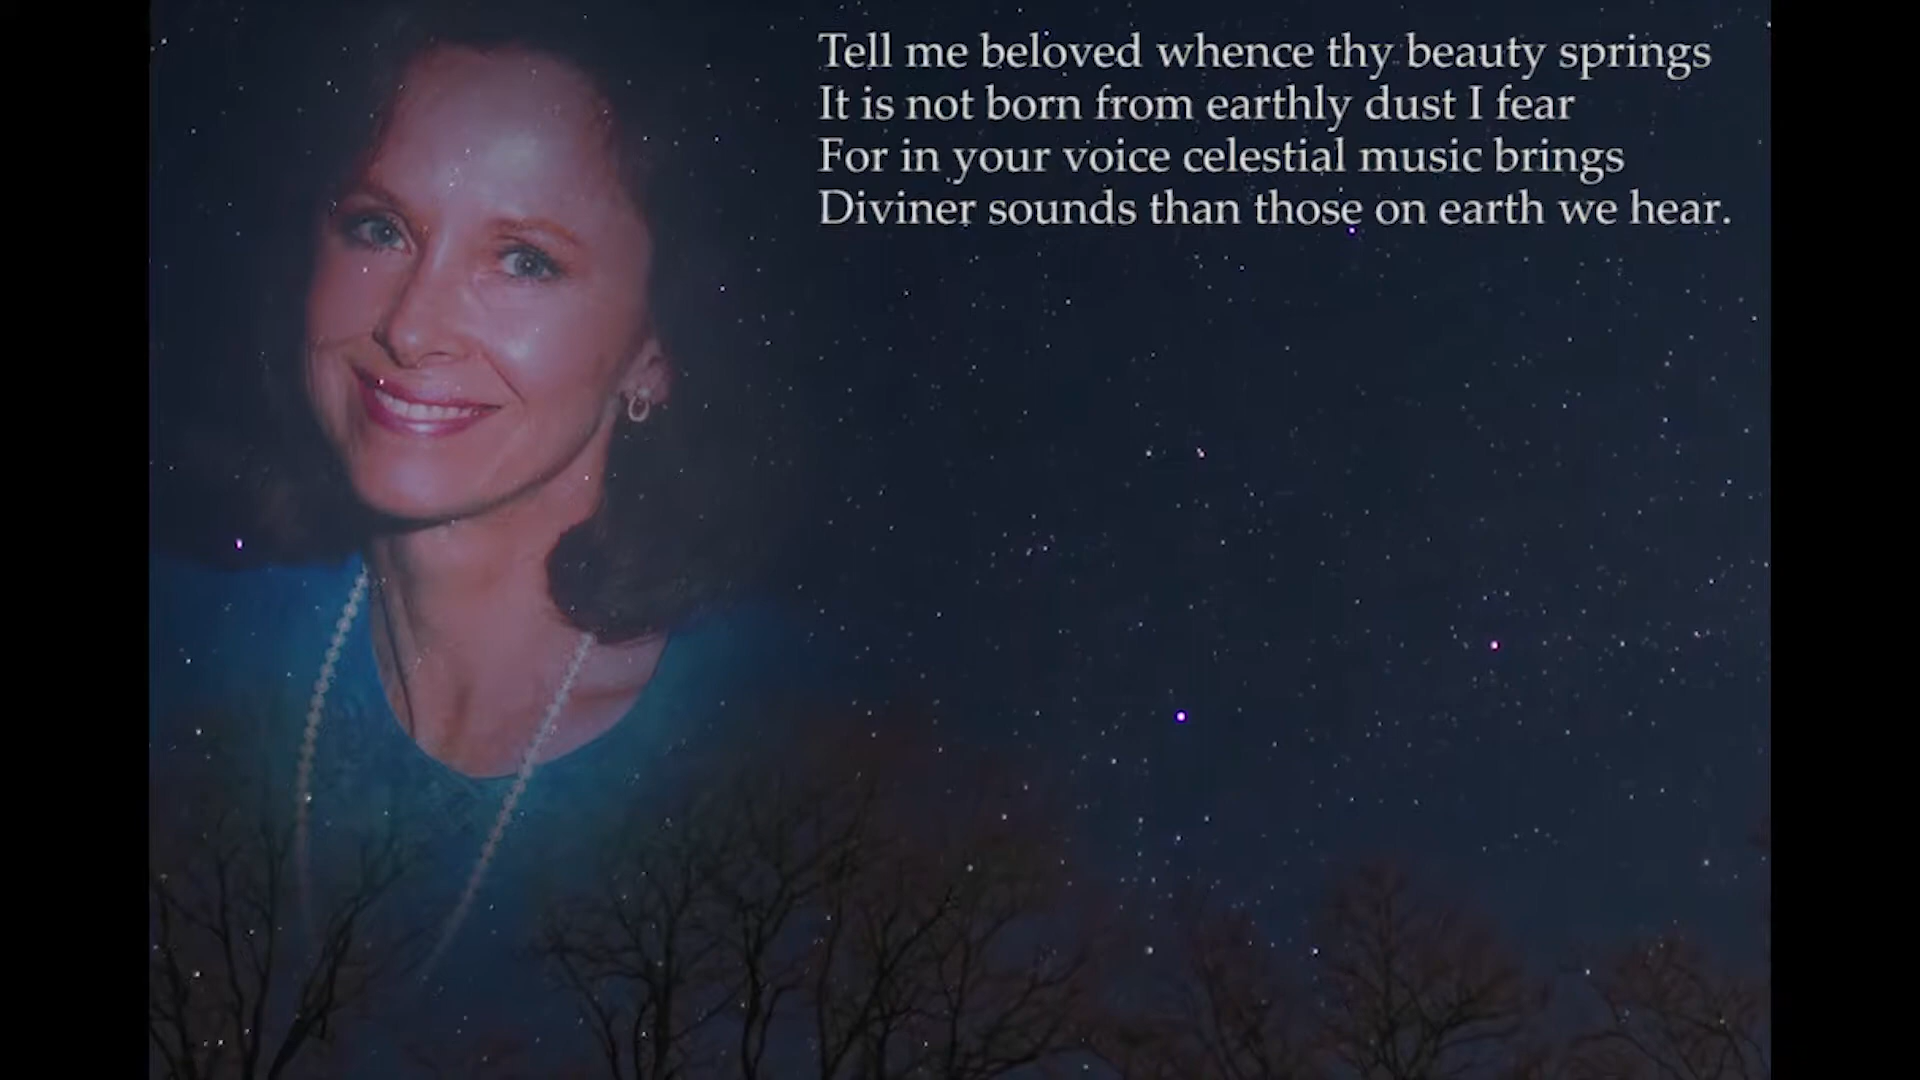 Tell me beloved whence thy beauty springs
It is not born from earthly dust I fear
For in your voice celestial music brings
Diviner sounds than those on earth we hear.